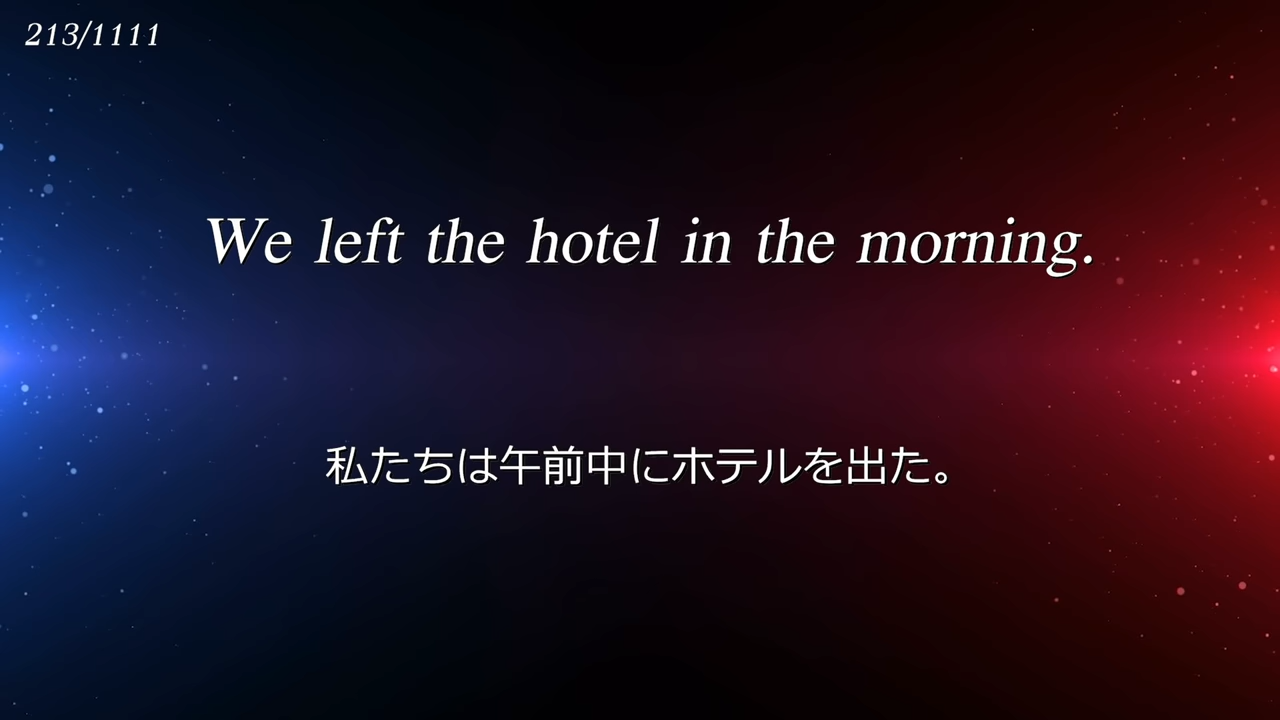 213/1111
We left the hotel in the morning.
私たちは午前中にホテルを出た。